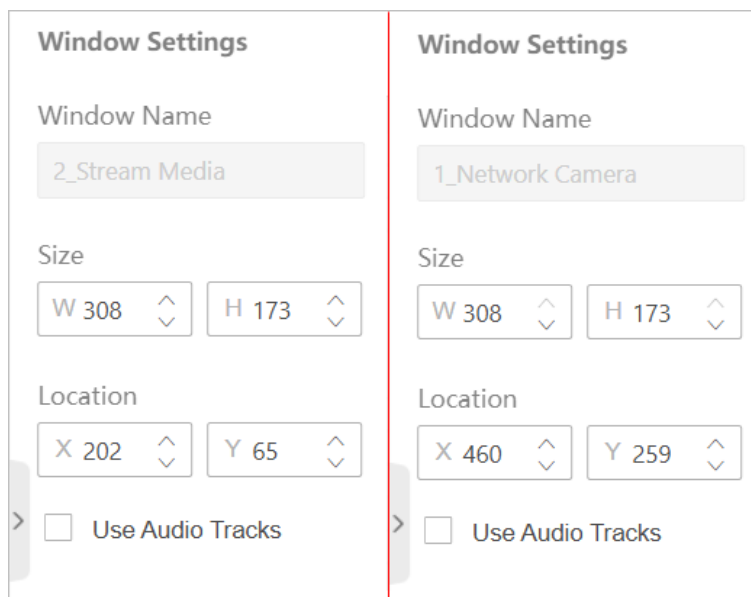 Window Settings
Window Name
2_Stream Media
Size
W 308 H 173
Location
X 202 Y 65
Use Audio Tracks
Window Settings
Window Name
1_Network Camera
Size
W 308 H 173
Location
X 460 Y 259
Use Audio Tracks